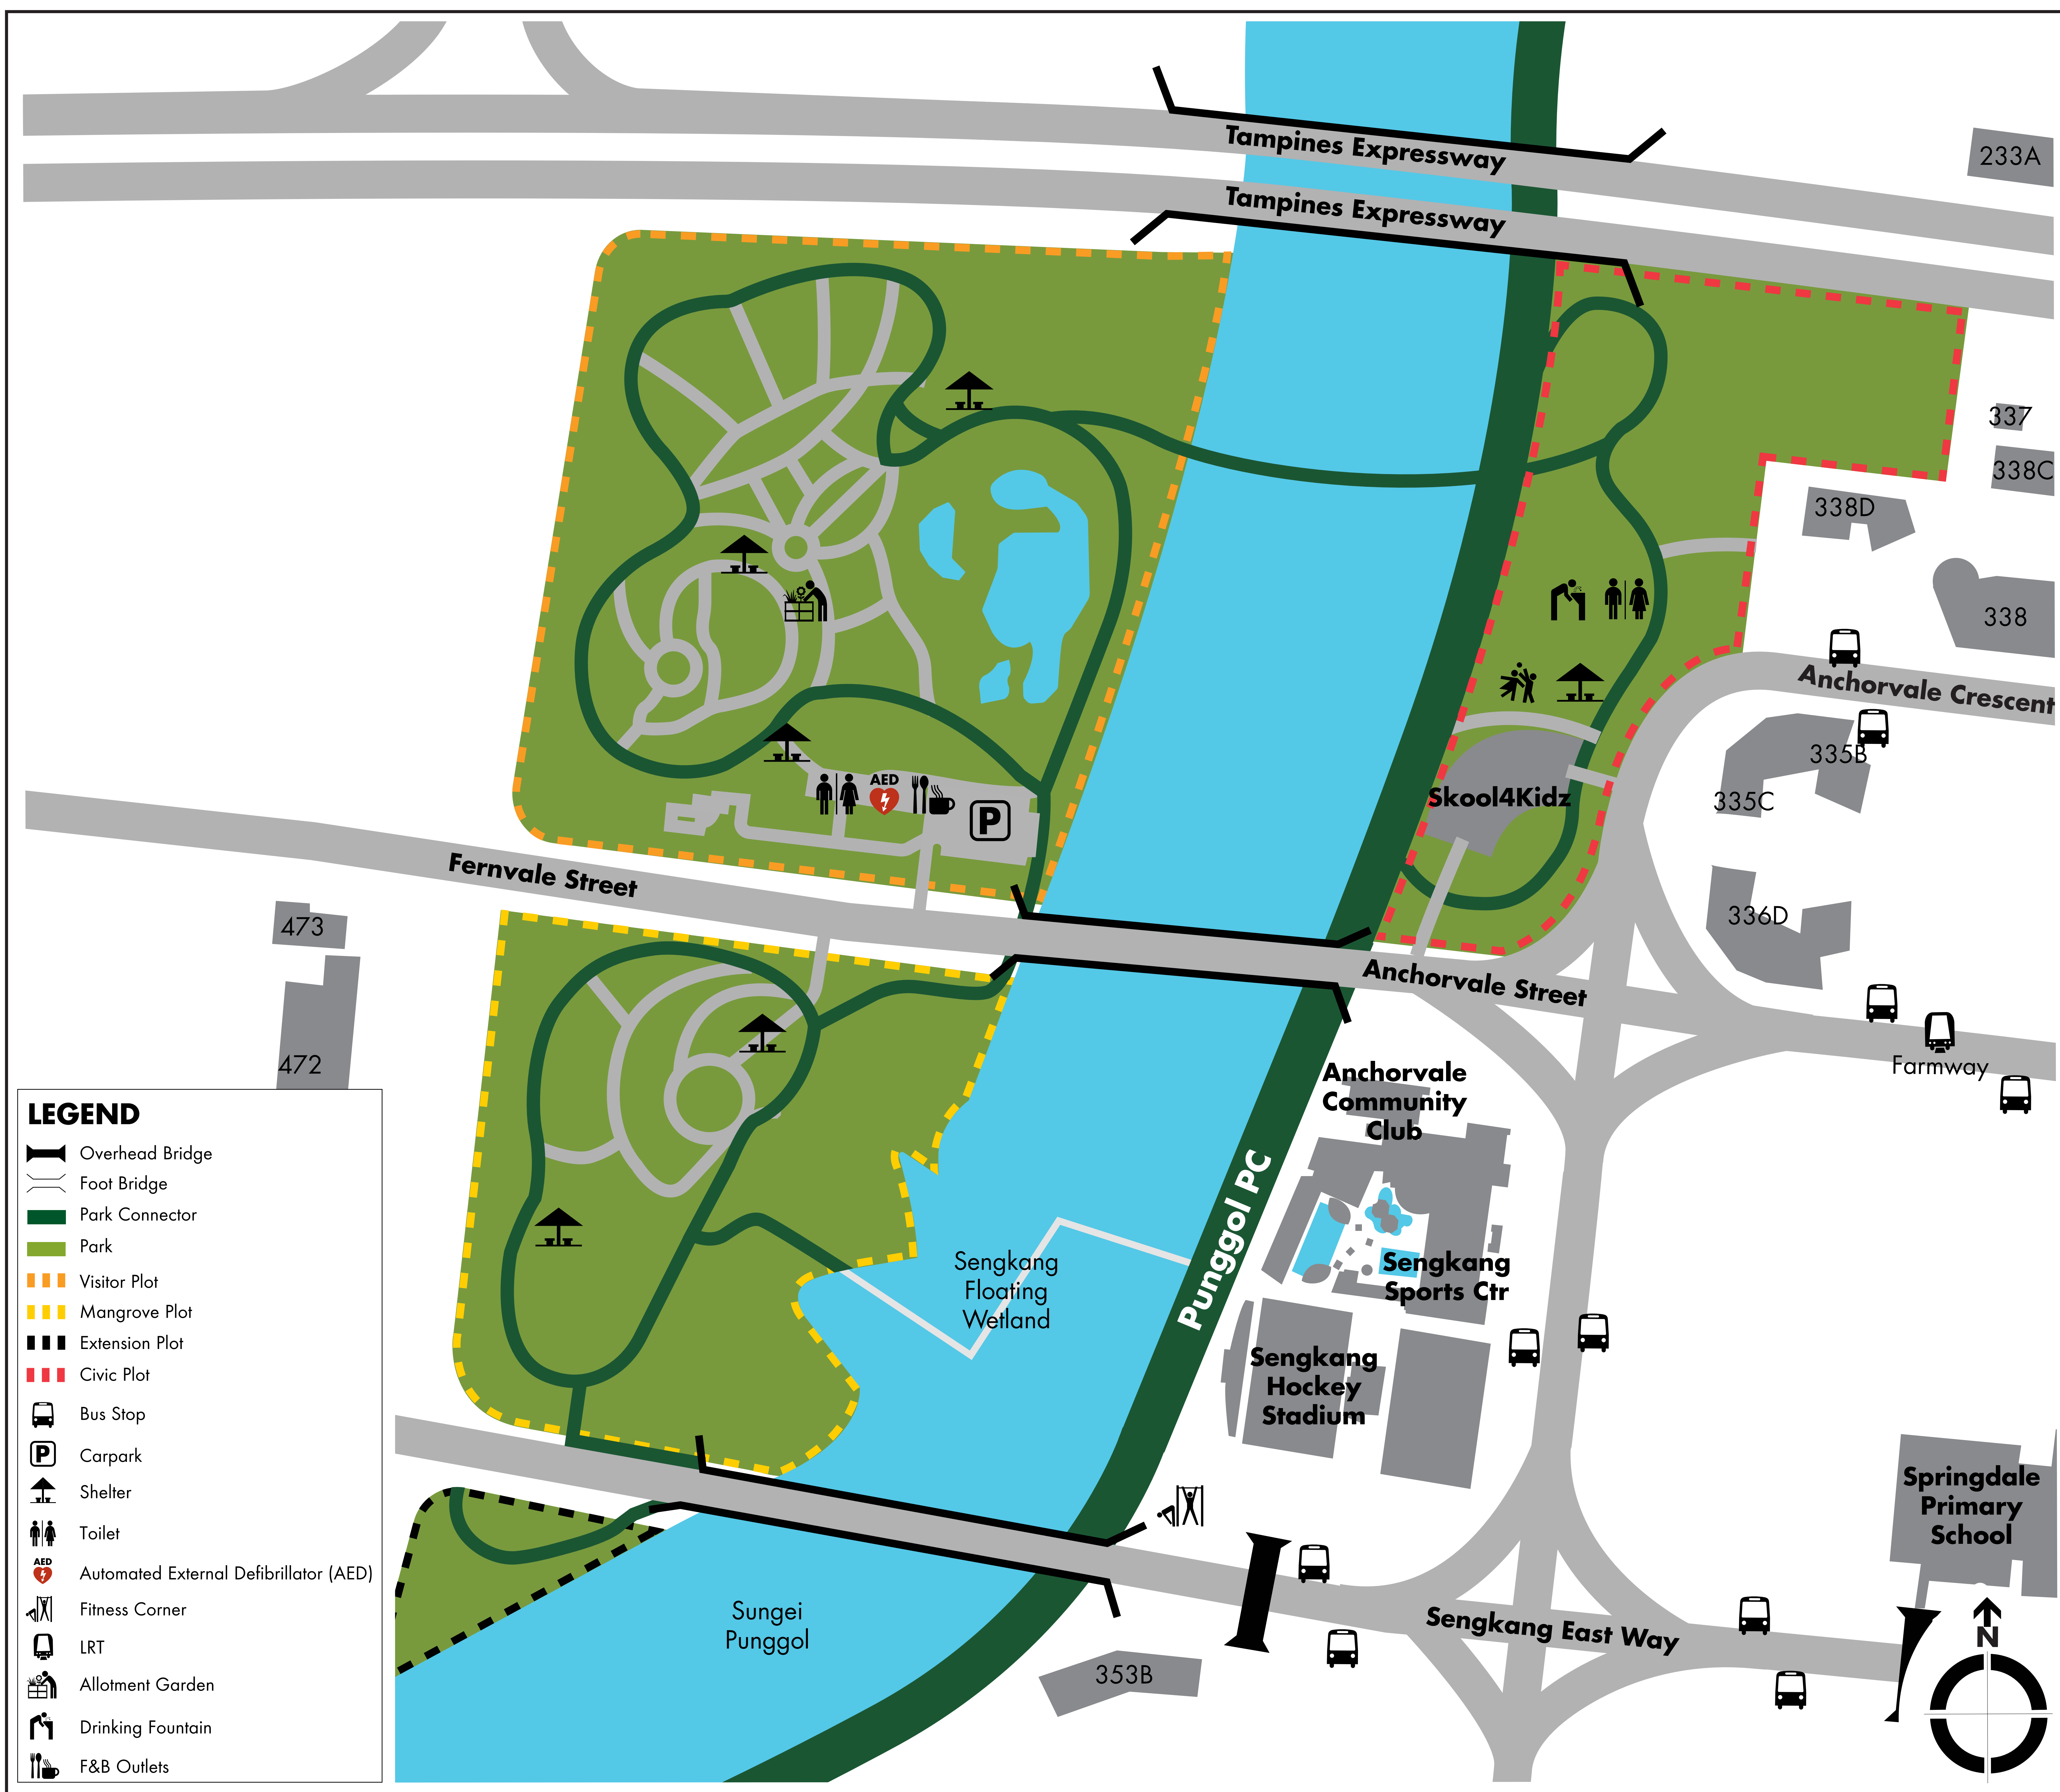 Tampines Expressway
Tampines Expressway
233A
337
338C
338D
338
Anchorvale Crescent
335B
335C
Skool4Kidz
AED
P
Fernvale Street
336D
473
Anchorvale Street
472
Farmway
Anchorvale
Community
Club
Punggol PC
Sengkang
Floating
Wetland
Sengkang
Sports Ctr
Sengkang
Hockey
Stadium
Springdale
Primary
School
Sungei
Punggol
Sengkang East Way
353B
N
LEGEND
Overhead Bridge
Foot Bridge
Park Connector
Park
Visitor Plot
Mangrove Plot
Extension Plot
Civic Plot
Bus Stop
P
Carpark
Shelter
Toilet
AED
Automated External Defibrillator (AED)
Fitness Corner
LRT
Allotment Garden
Drinking Fountain
F&B Outlets